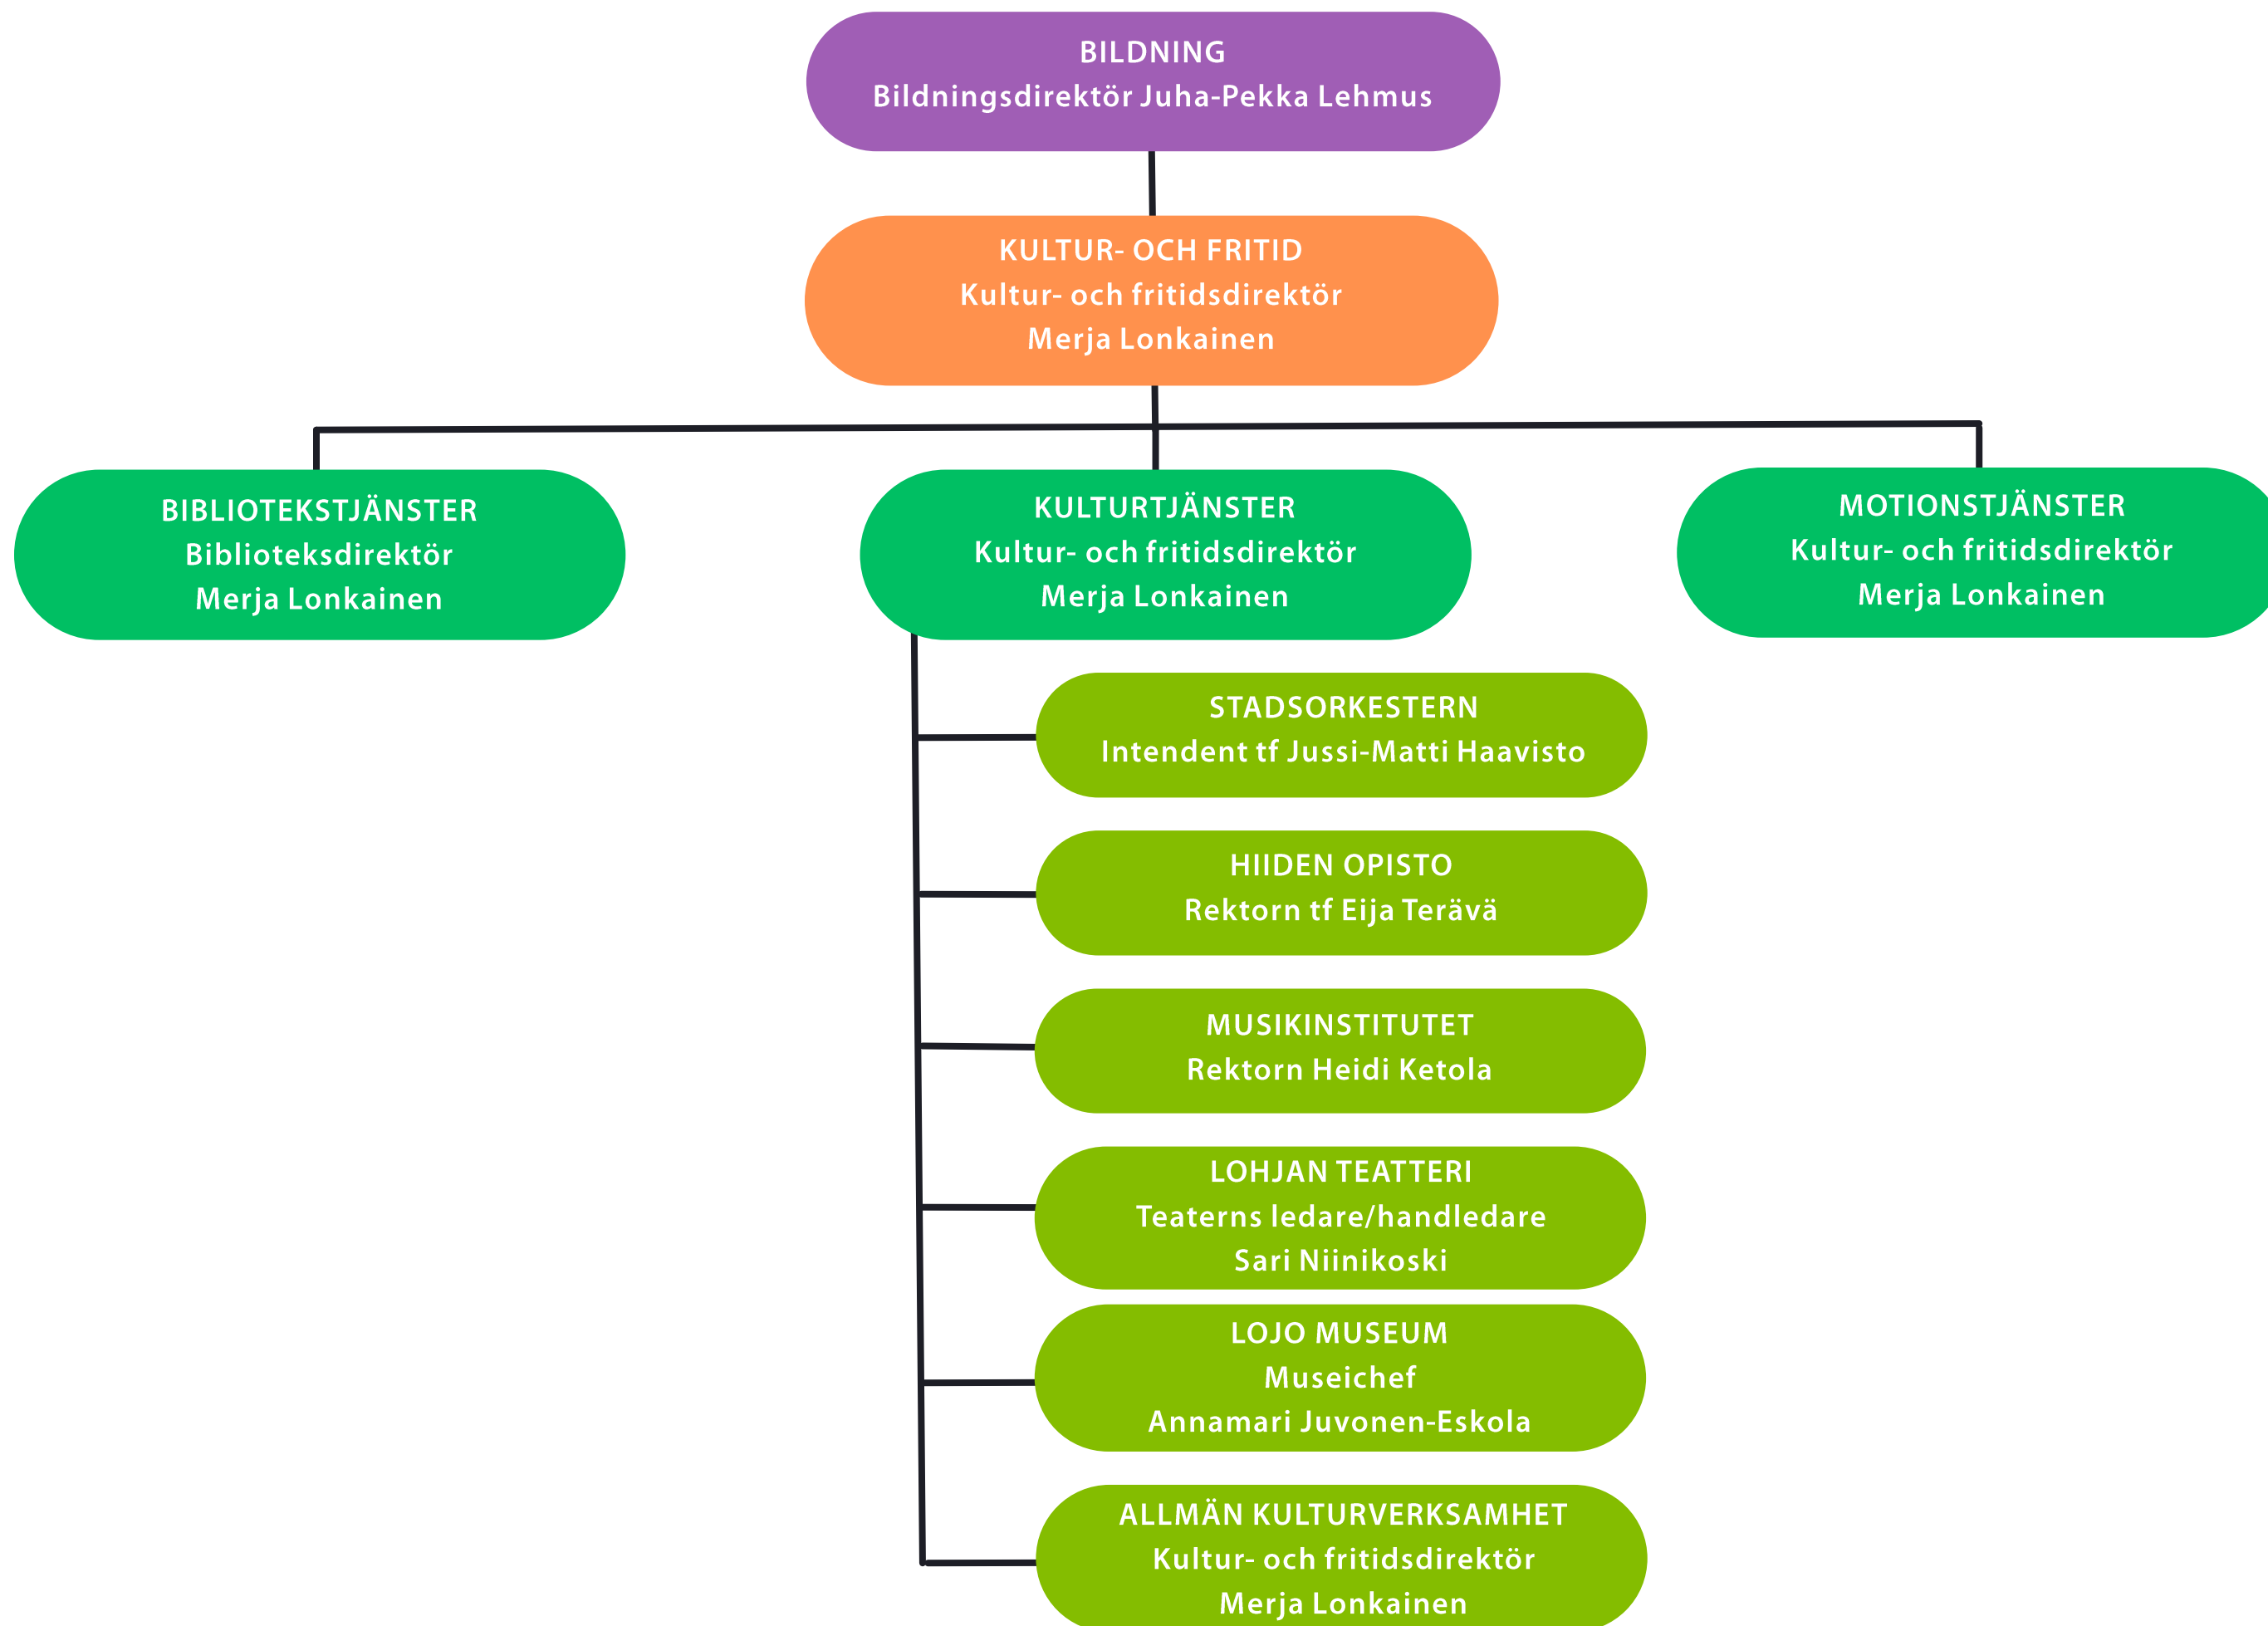 BILDNING
Bildningsdirektör Juha-Pekka Lehmus
KULTUR- OCH FRITID
Kultur- och fritidsdirektör
Merja Lonkainen
BIBLIOTEKSTJÄNSTER
Biblioteksdirektör
Merja Lonkainen
KULTURTJÄNSTER
Kultur- och fritidsdirektör
Merja Lonkainen
MOTIONSTJÄNSTER
Kultur- och fritidsdirektör
Merja Lonkainen
STADSORKESTERN
Intendent tf Jussi-Matti Haavisto
HIIDEN OPISTO
Rektorn tf Eija Terävä
MUSIKINSTITUTET
Rektorn Heidi Ketola
LOHJAN TEATTERI
Teaterns ledare/handledare
Sari Niinikoski
LOJO MUSEUM
Museichef
Annamari Juvonen-Eskola
ALLMÄN KULTURVERKSAMHET
Kultur- och fritidsdirektör
Merja Lonkainen